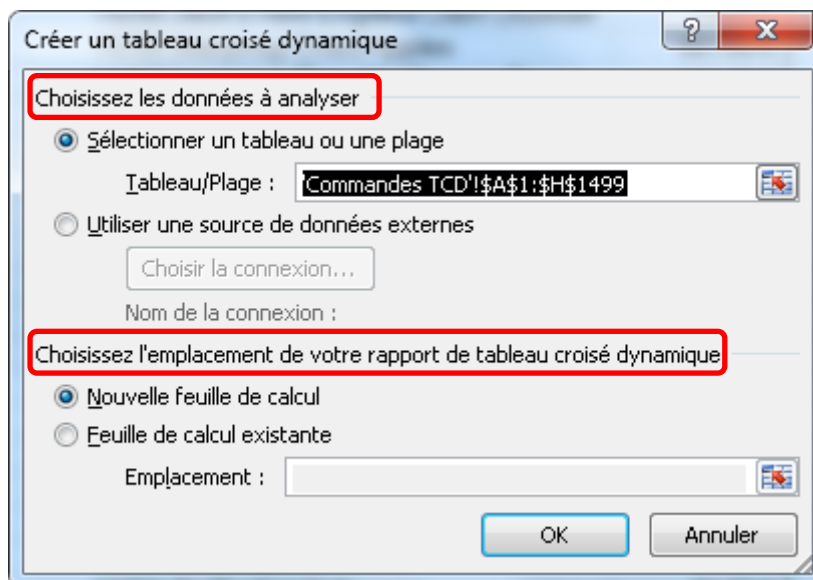 Créer un tableau croisé dynamique
?
Choisissez les données à analyser
Sélectionner un tableau ou une plage
Tableau/Plage : 'Commandes TCD'!$A$1:$H$1499
Utiliser une source de données externes
Choisir la connexion...
Nom de la connexion :
Choisissez l'emplacement de votre rapport de tableau croisé dynamique
Nouvelle feuille de calcul
Feuille de calcul existante
Emplacement :
OK Annuler